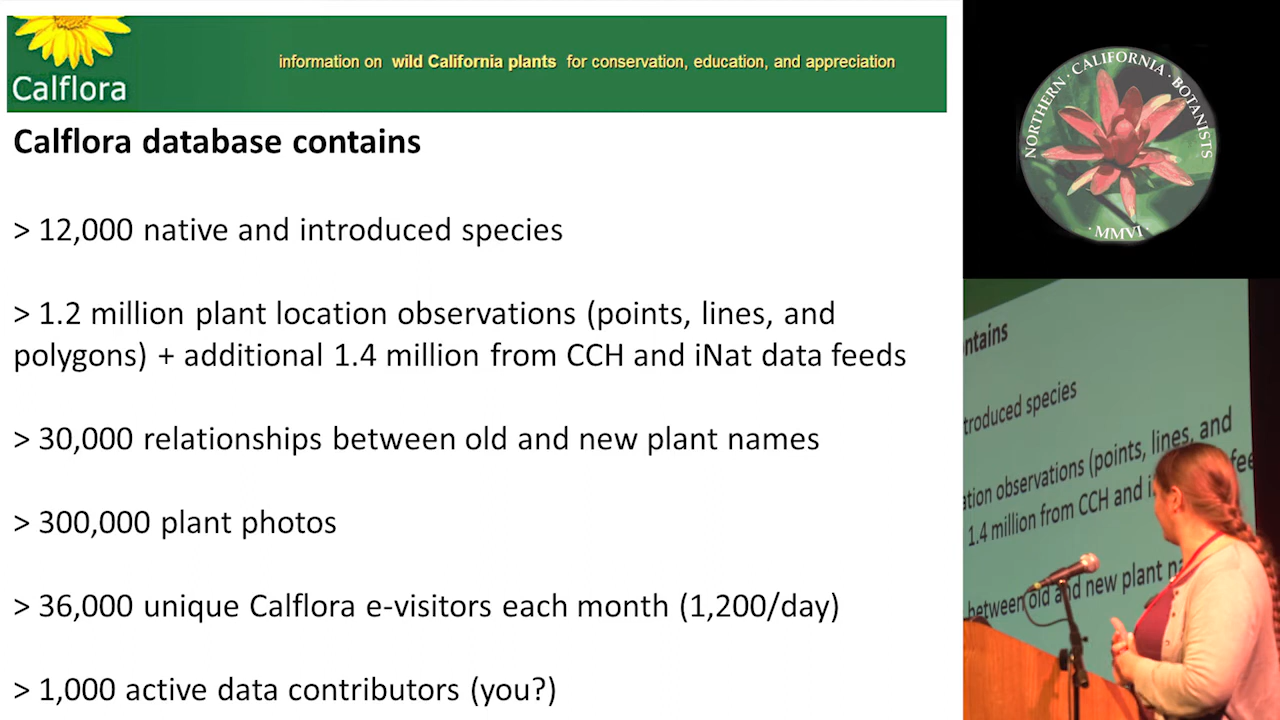 Calflora
information on wild California plants for conservation, education, and appreciation
Calflora database contains
> 12,000 native and introduced species
> 1.2 million plant location observations (points, lines, and
polygons) + additional 1.4 million from CCH and iNat data feeds
> 30,000 relationships between old and new plant names
> 300,000 plant photos
> 36,000 unique Calflora e-visitors each month (1,200/day)
> 1,000 active data contributors (you?)
NORTHERN · CALIFORNIA · BOTANISTS
· MMVI ·
ntains
troduced species
ation observations (points, lines, and
1.4 million from CCH and i fee
between old and new plant na